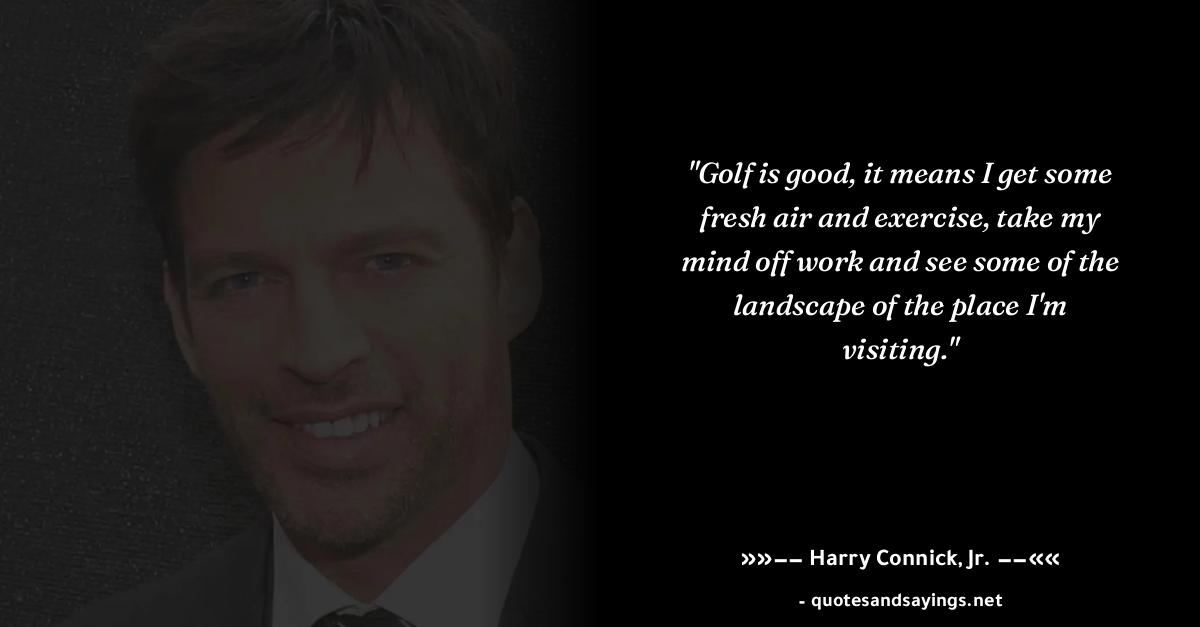 "Golf is good, it means I get some
fresh air and exercise, take my
mind off work and see some of the
landscape of the place I'm
visiting."
»»–– Harry Connick, Jr. ––««
- quotesandsayings.net